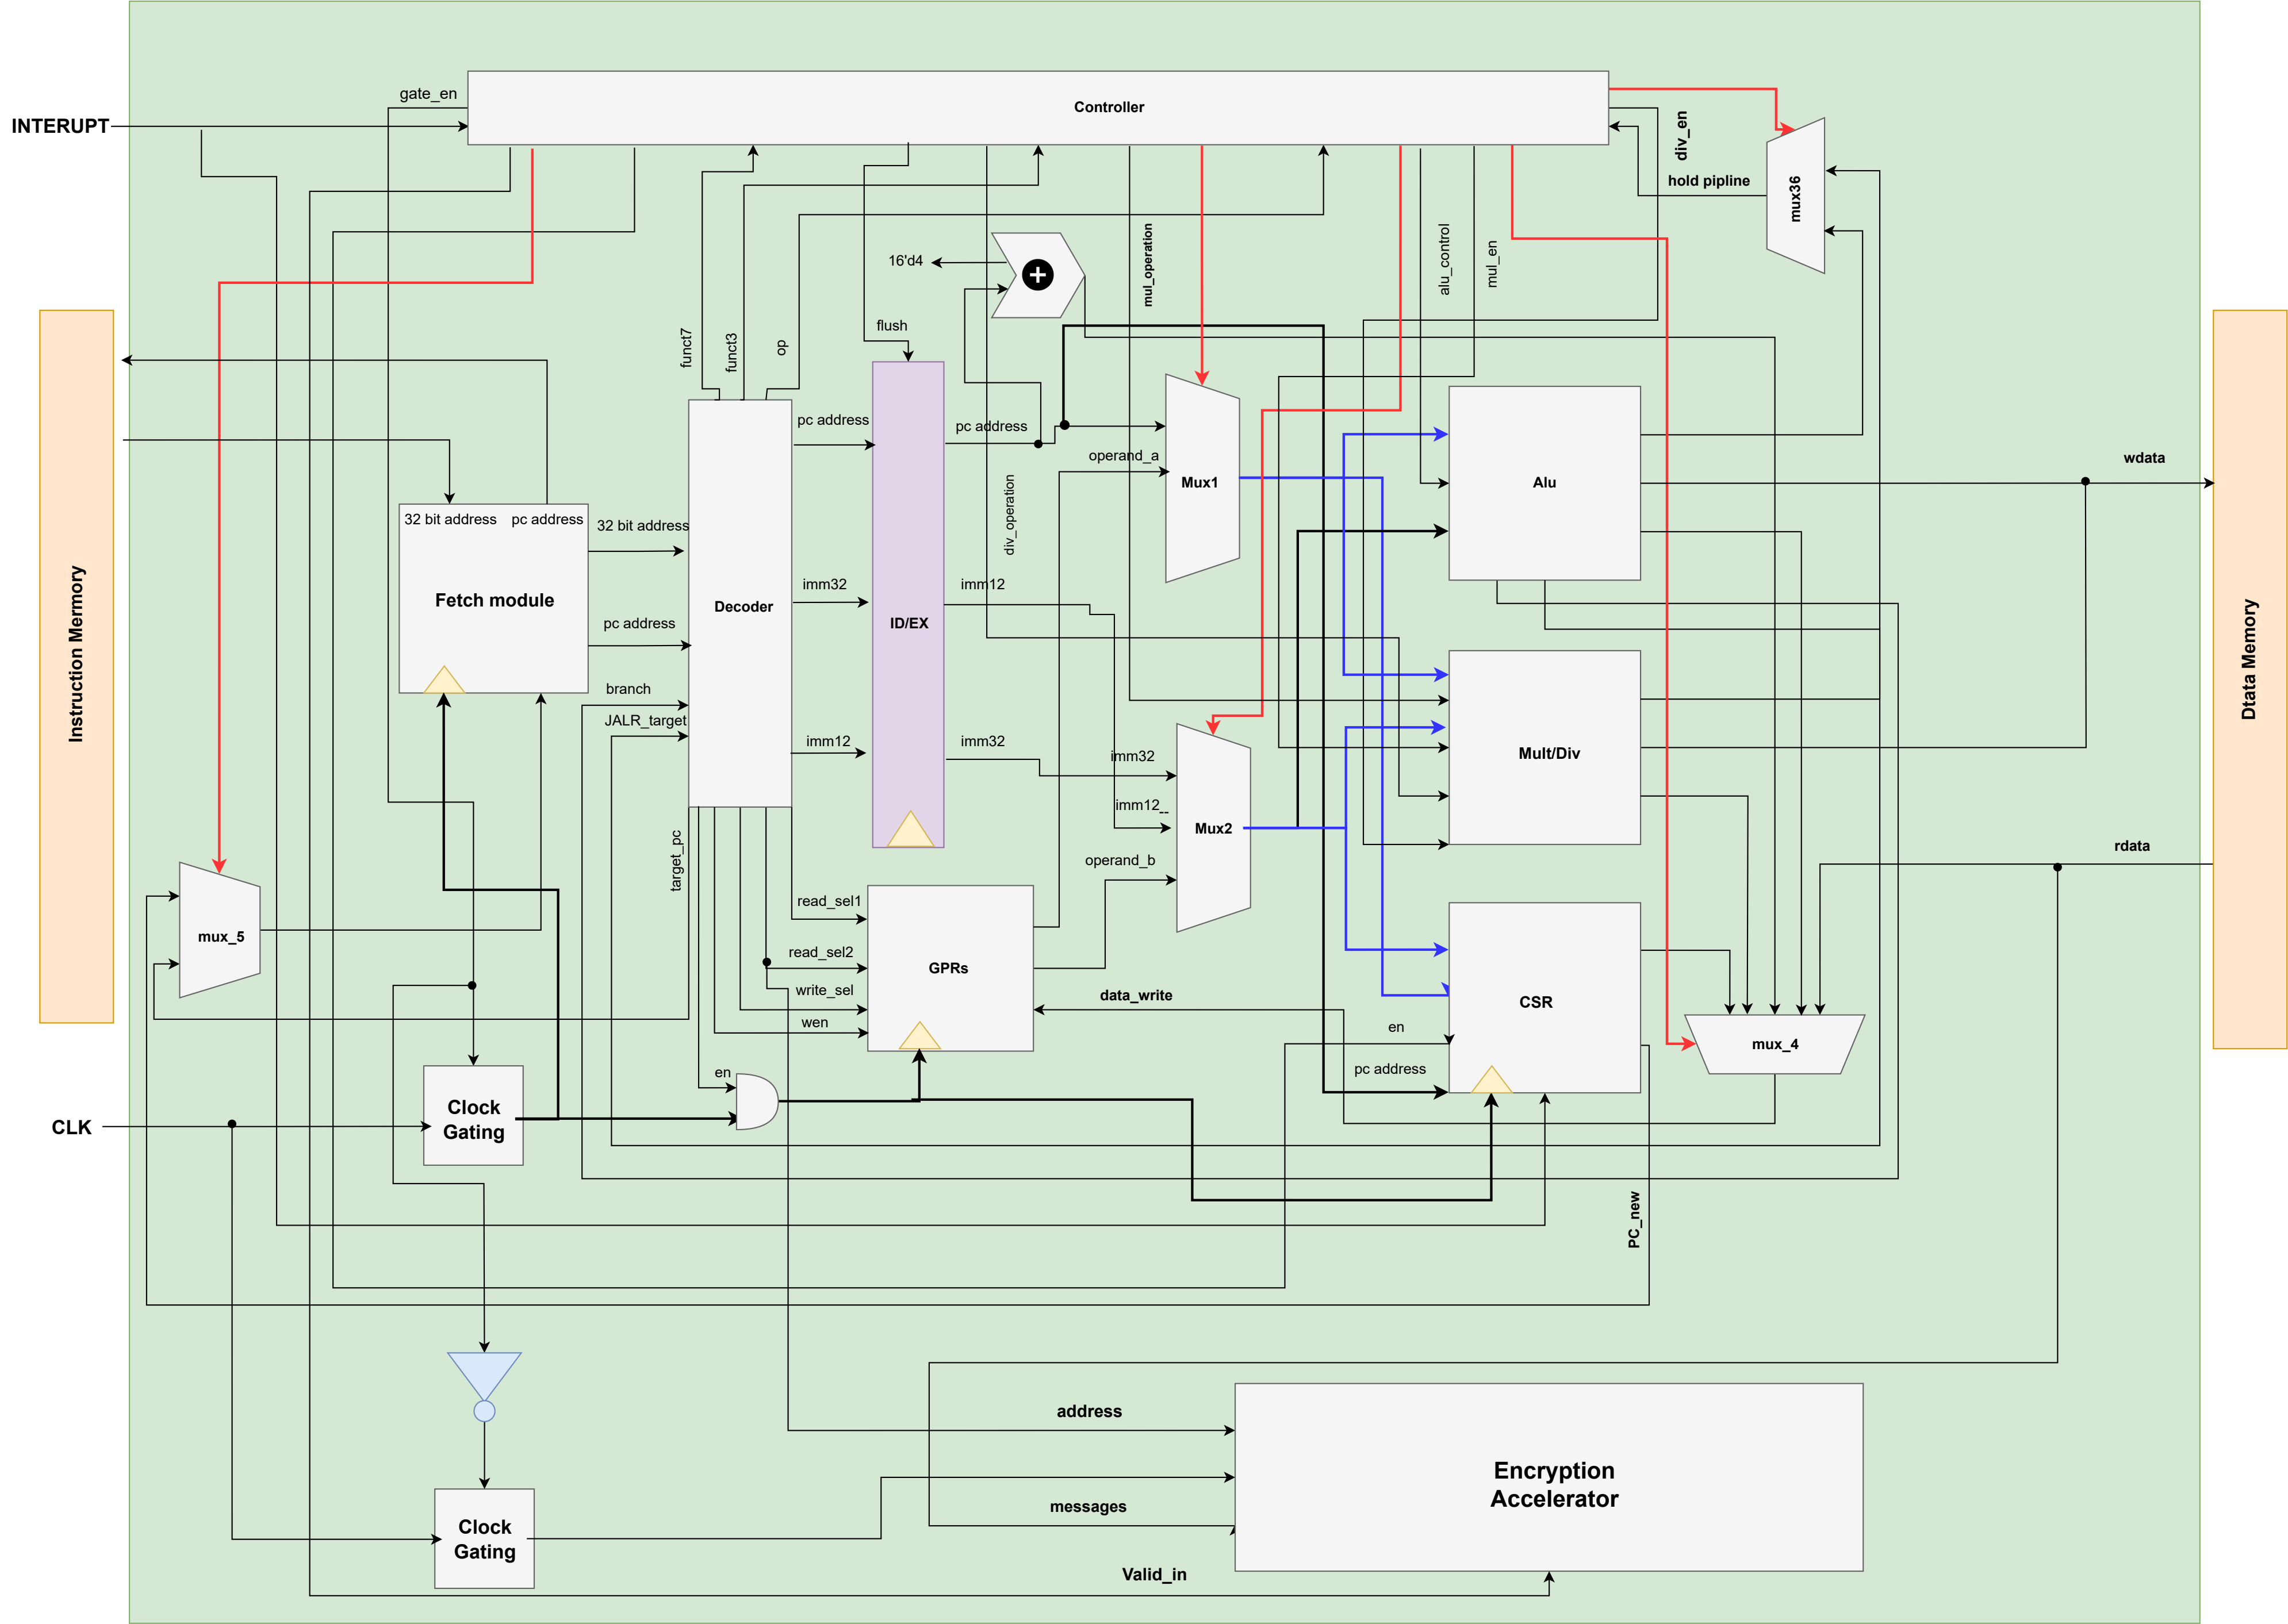 gate_en
Controller
INTERUPT
div_en
hold pipline
mux36
mul_operation
alu_control
mul_en
16'd4
flush
funct7
funct3
op
pc address
pc address
operand_a
Mux1
Alu
wdata
div_operation
32 bit address
pc address
32 bit address
Fetch module
pc address
Instruction Mermory
Decoder
imm32
ID/EX
imm12
Dtata Memory
branch
JALR_target
imm12
imm32
imm32
imm12_
Mult/Div
Mux2
target_pc
operand_b
rdata
read_sel1
mux_5
read_sel2
GPRs
write_sel
data_write
CSR
wen
en
mux_4
en
pc address
Clock
Gating
CLK
PC_new
address
Encryption
Accelerator
messages
Clock
Gating
Valid_in